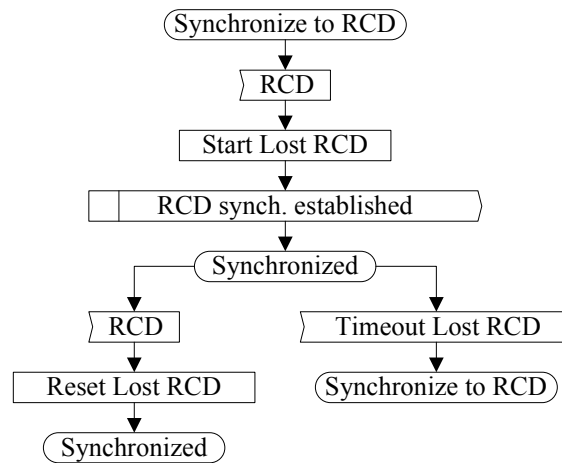 Synchronize to RCD
RCD
Start Lost RCD
RCD synch. established
Synchronized
RCD
Timeout Lost RCD
Reset Lost RCD
Synchronize to RCD
Synchronized